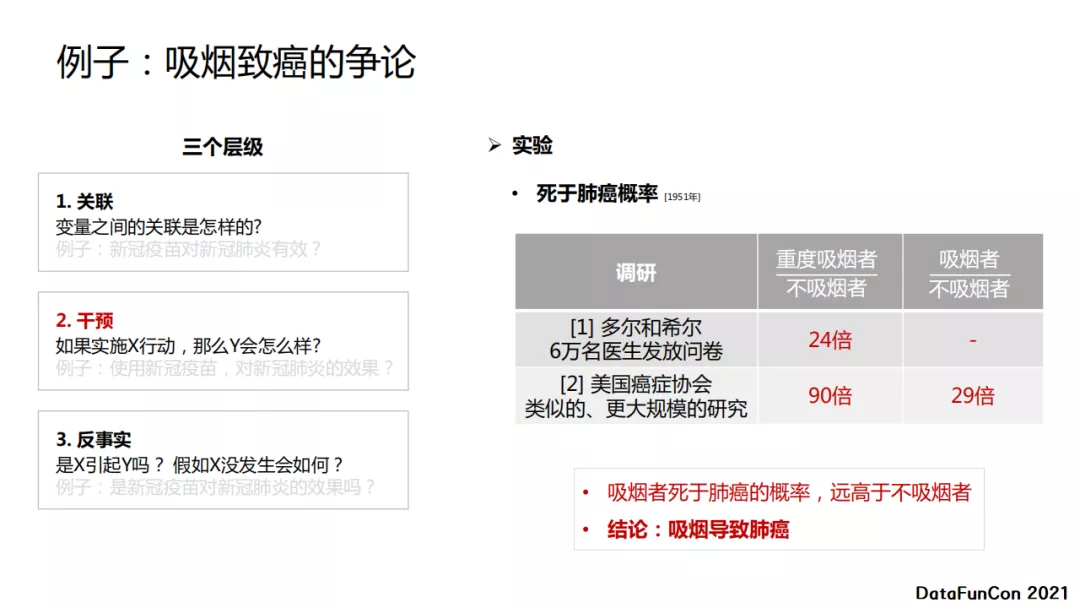 例子：吸烟致癌的争论
三个层级
1. 关联
变量之间的关联是怎样的?
例子：新冠疫苗对新冠肺炎有效？
2. 干预
如果实施X行动，那么Y会怎么样?
例子：使用新冠疫苗，对新冠肺炎的效果？
3. 反事实
是X引起Y吗？ 假如X没发生会如何？
例子：是新冠疫苗对新冠肺炎的效果吗？
➢ 实验
• 死于肺癌概率 [1951年]
调研
重度吸烟者
不吸烟者
吸烟者
不吸烟者
[1] 多尔和希尔
6万名医生发放问卷
24倍
-
[2] 美国癌症协会
类似的、更大规模的研究
90倍
29倍
• 吸烟者死于肺癌的概率，远高于不吸烟者
• 结论：吸烟导致肺癌
DataFunCon 2021